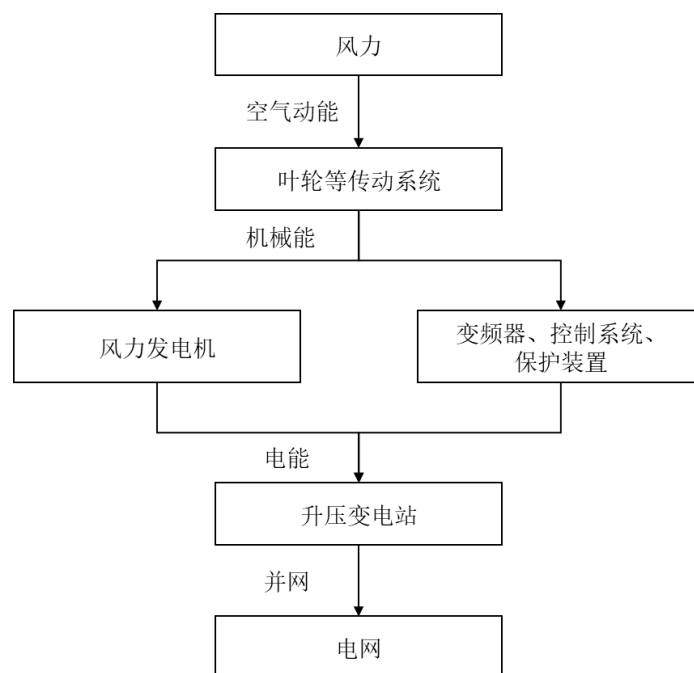 风力
空气动能
叶轮等传动系统
机械能
风力发电机
变频器、控制系统、
保护装置
电能
升压变电站
并网
电网